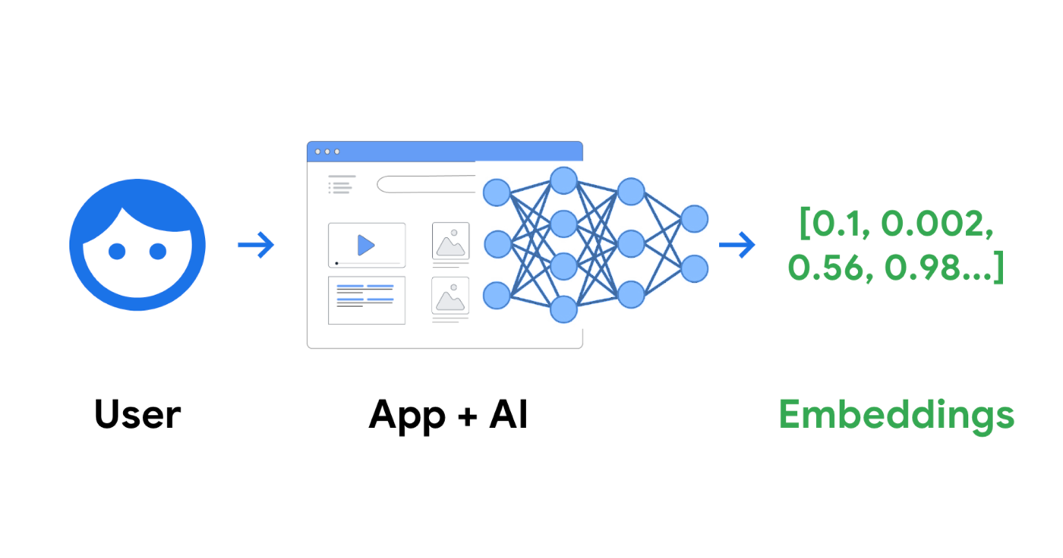 [0.1, 0.002,
0.56, 0.98...]
User
App + AI
Embeddings